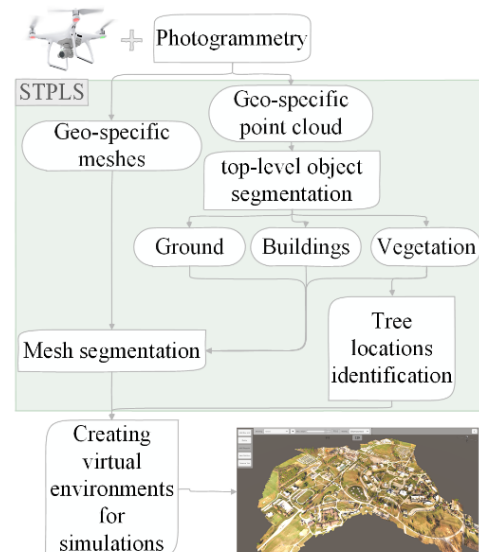 Photogrammetry
STPLS
Geo-specific
meshes
Geo-specific
point cloud
top-level object
segmentation
Ground
Buildings
Vegetation
Mesh segmentation
Tree
locations
identification
Creating
virtual
environments
for
simulations